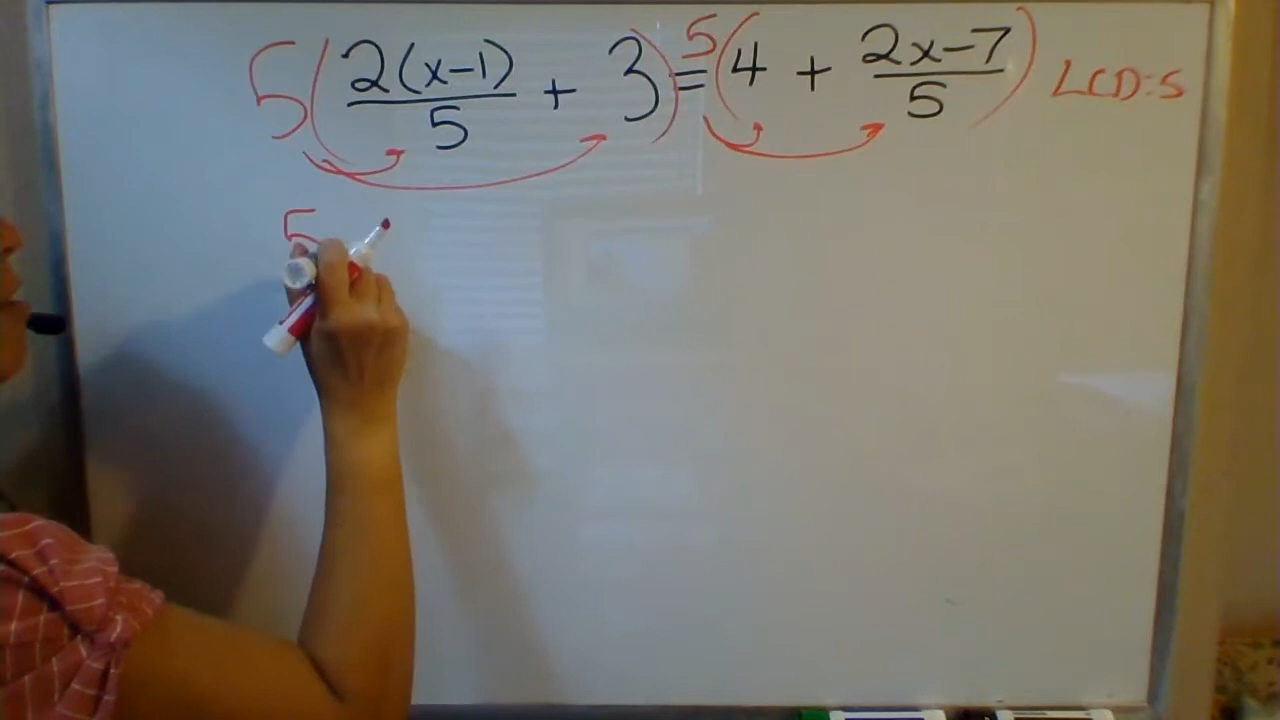 5(2(x-1)/5 + 3) = 5(4 + 2x-7/5) LCD:5
5